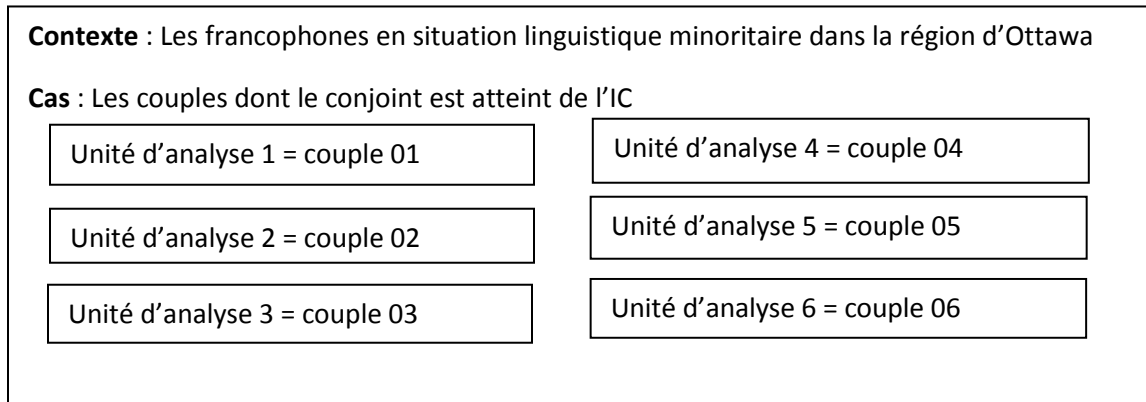 Contexte : Les francophones en situation linguistique minoritaire dans la région d’Ottawa
Cas : Les couples dont le conjoint est atteint de l’IC
Unité d’analyse 1 = couple 01
Unité d’analyse 2 = couple 02
Unité d’analyse 3 = couple 03
Unité d’analyse 4 = couple 04
Unité d’analyse 5 = couple 05
Unité d’analyse 6 = couple 06